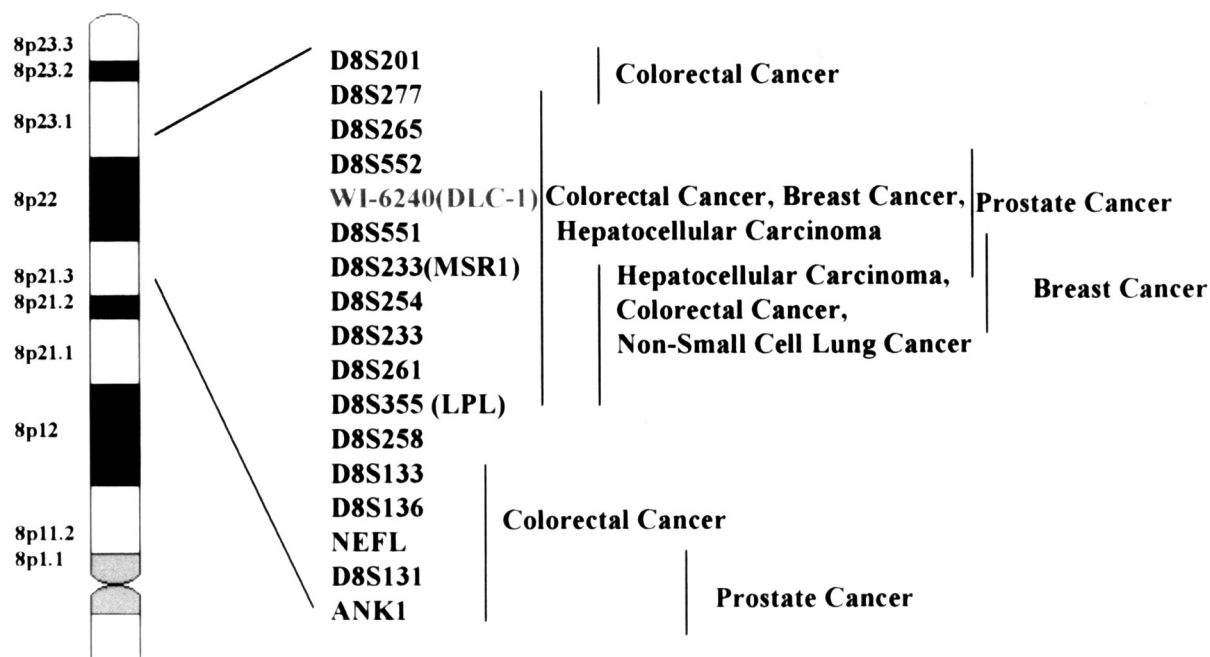 8p23.3
8p23.2
8p23.1
8p22
8p21.3
8p21.2
8p21.1
8p12
8p11.2
8p1.1
D8S201
D8S277
D8S265
D8S552
WI-6240(DLC-1)
D8S551
D8S233(MSR1)
D8S254
D8S233
D8S261
D8S355 (LPL)
D8S258
D8S133
D8S136
NEFL
D8S131
ANK1
Colorectal Cancer
Colorectal Cancer, Breast Cancer,
Hepatocellular Carcinoma
Prostate Cancer
Hepatocellular Carcinoma,
Colorectal Cancer,
Non-Small Cell Lung Cancer
Breast Cancer
Colorectal Cancer
Prostate Cancer